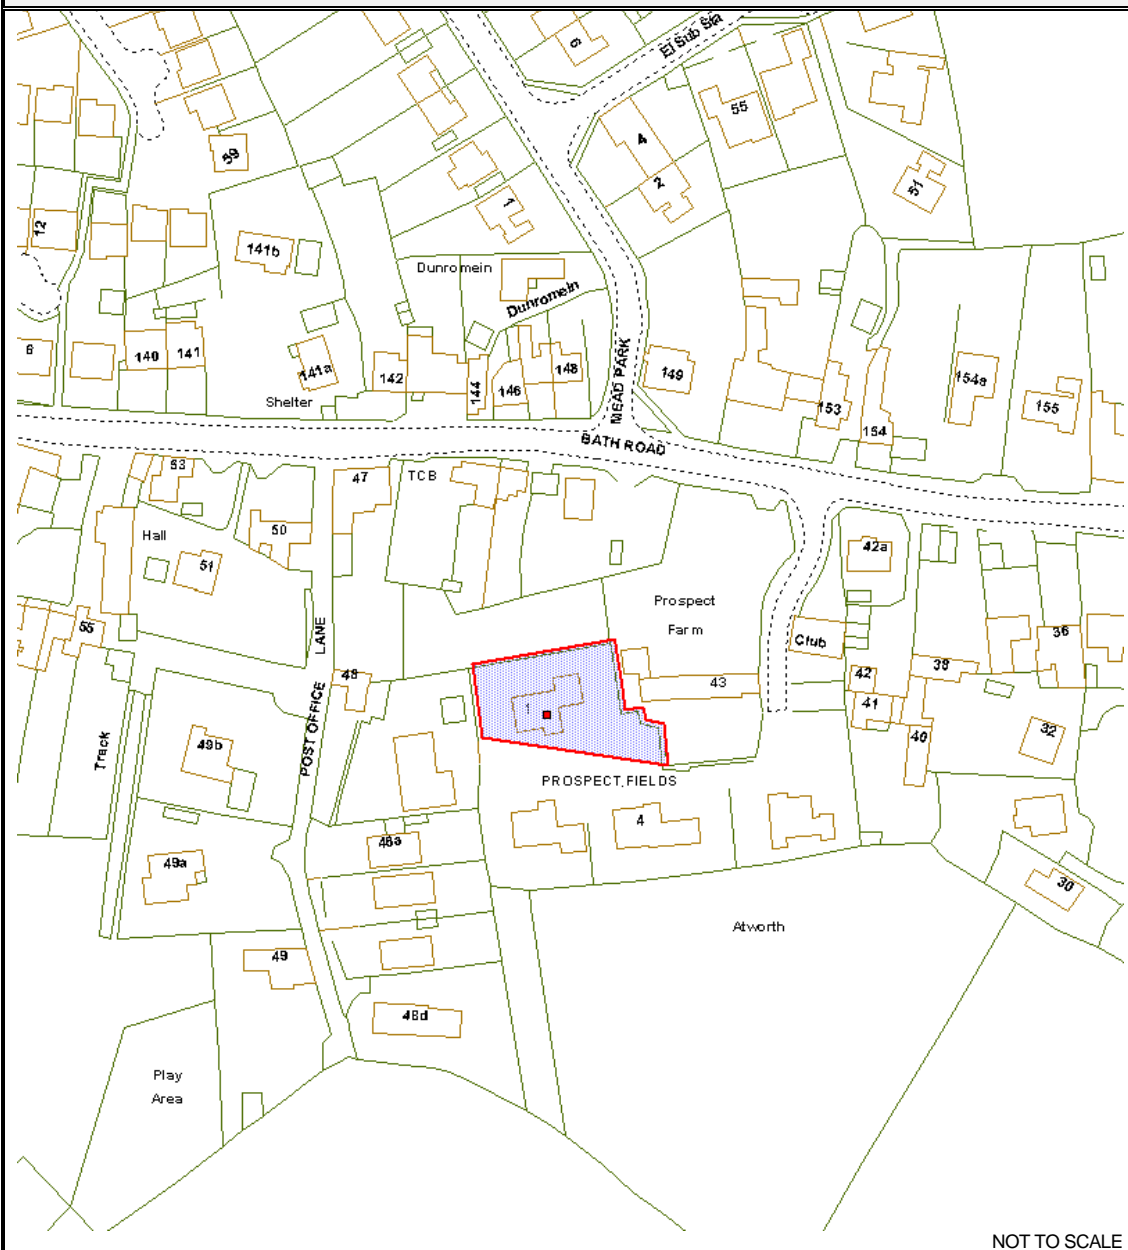 9
El Sub Sta
55
4
59
2
51
1
12
141b
Dunromein
Dunromein
6
140
141
141a
142
144
146
148
MEAD PARK
149
153
154
154a
155
Shelter
BATH ROAD
53
47
TCB
Hall
50
51
42a
55
LANE
Prospect
Farm
Club
36
48
43
42
38
1
41
POST OFFICE
49b
Track
40
32
PROSPECT FIELDS
4
46a
49a
30
Atworth
49
48d
Play
Area
NOT TO SCALE